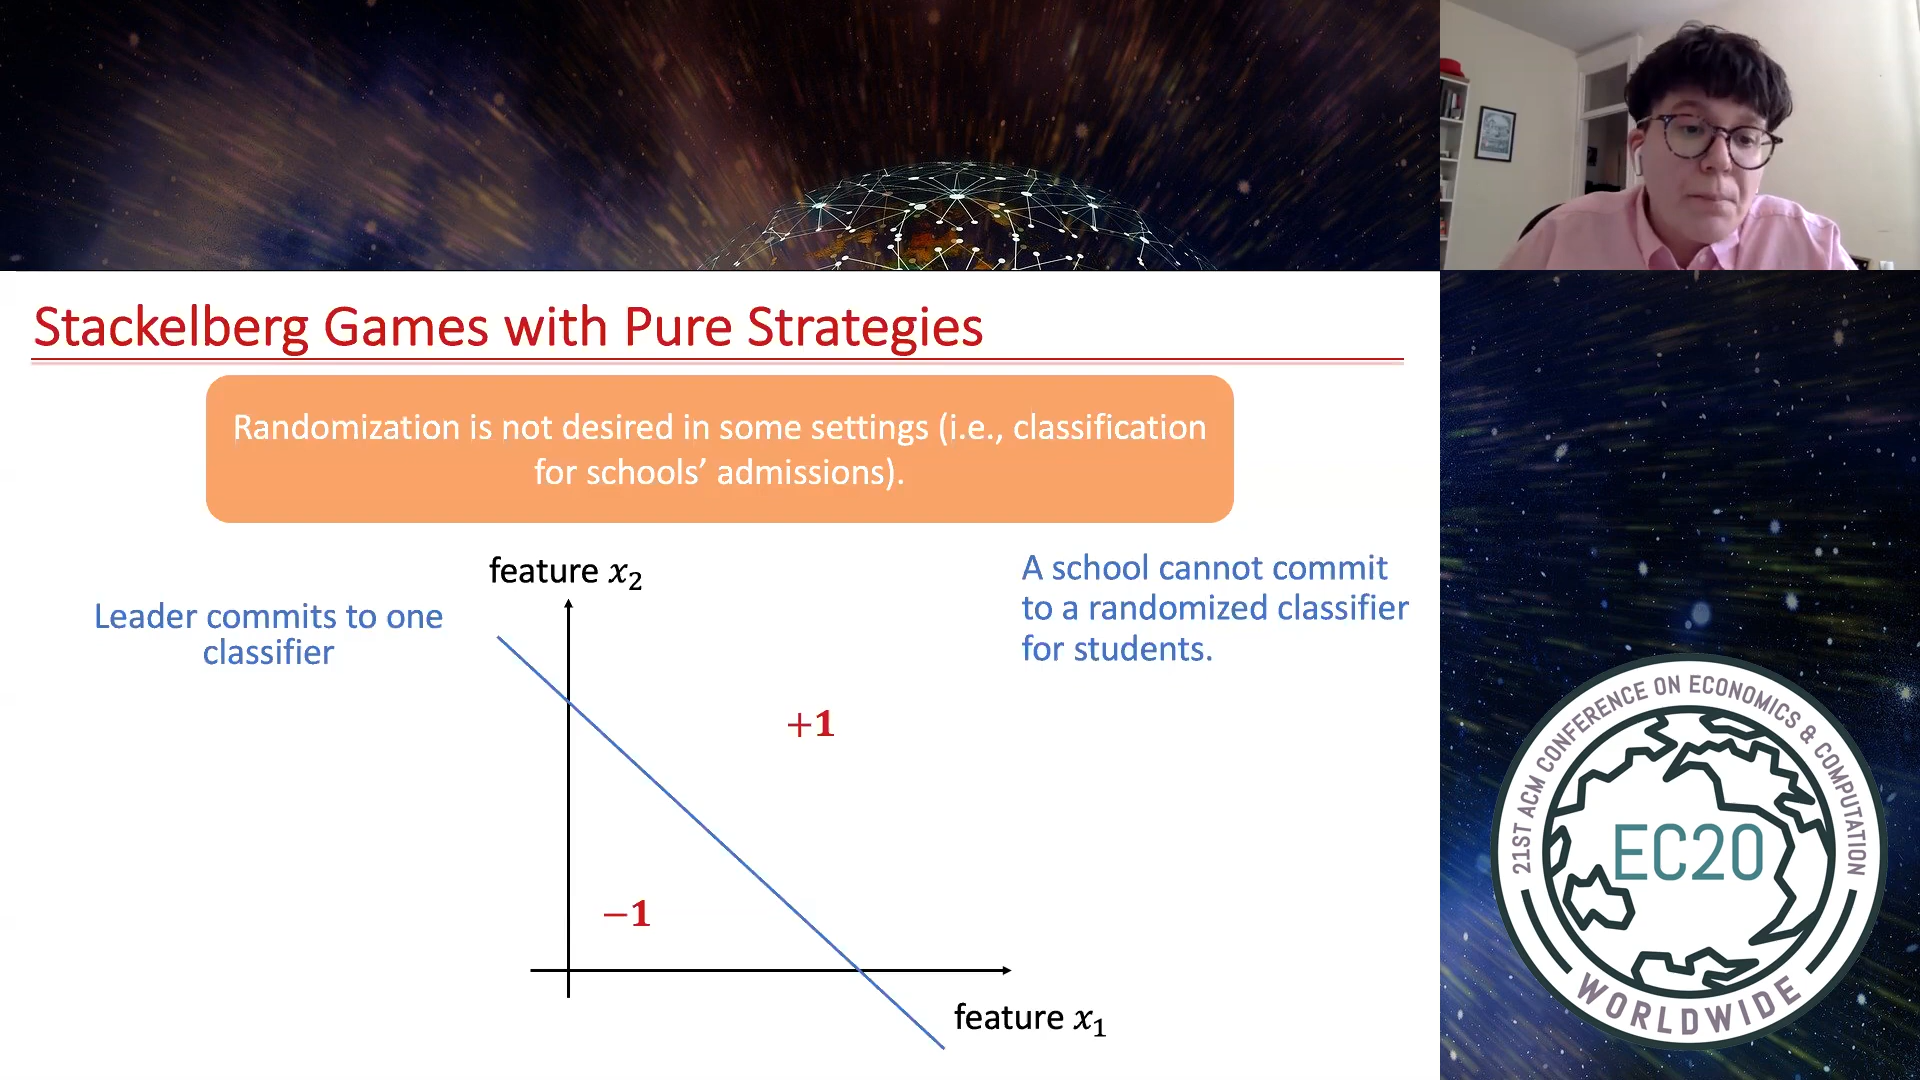 Stackelberg Games with Pure Strategies
Randomization is not desired in some settings (i.e., classification
for schools’ admissions).
feature x₂
Leader commits to one
classifier
A school cannot commit
to a randomized classifier
for students.
+1
−1
feature x₁
21ST ACM CONFERENCE ON ECONOMICS & COMPUTATION
EC20
WORLDWIDE